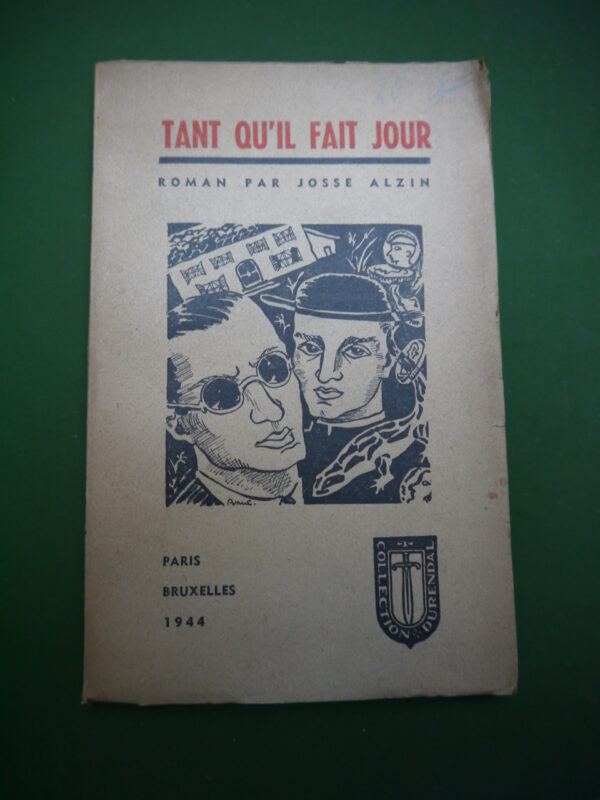 TANT QU'IL FAIT JOUR
ROMAN PAR JOSSE ALZIN
PARIS
BRUXELLES
1944
COLLECTION DURENDAL